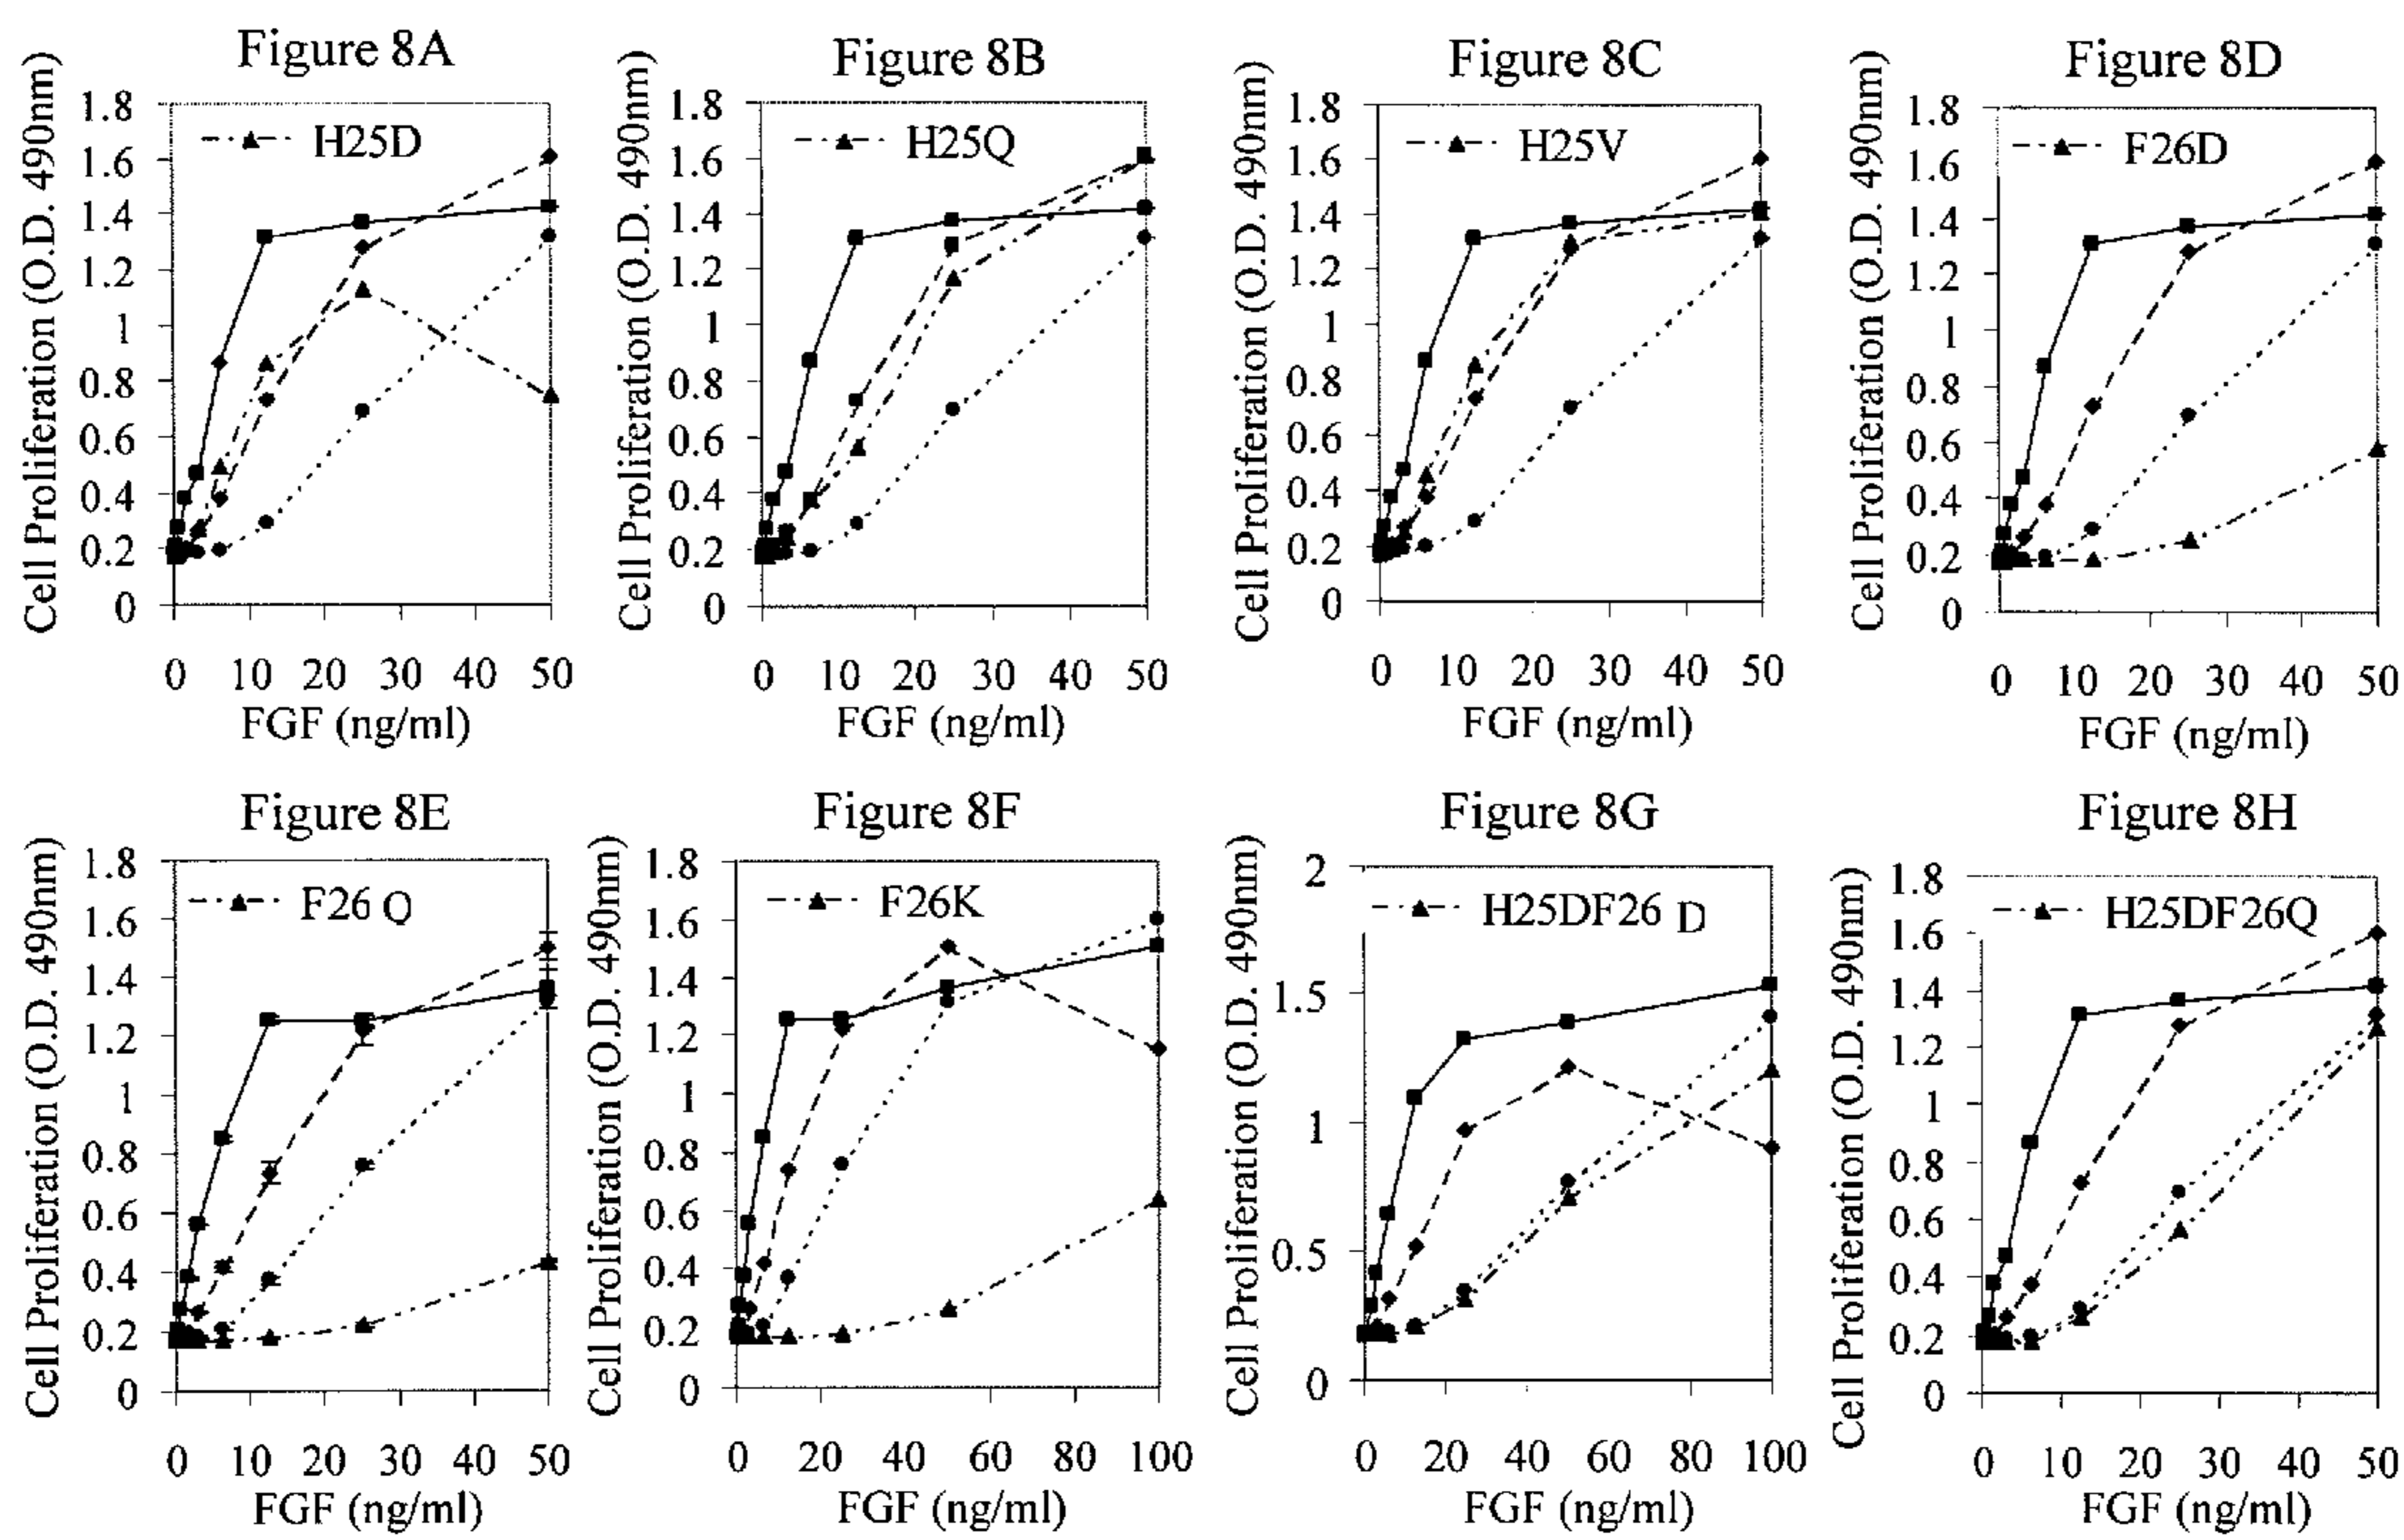 Figure 8A
Cell Proliferation (O.D. 490nm)
1.8
1.6
1.4
1.2
1
0.8
0.6
0.4
0.2
0
H25D
0 10 20 30 40 50
FGF (ng/ml)
Figure 8B
Cell Proliferation (O.D. 490nm)
1.8
1.6
1.4
1.2
1
0.8
0.6
0.4
0.2
0
H25Q
0 10 20 30 40 50
FGF (ng/ml)
Figure 8C
Cell Proliferation (O.D. 490nm)
1.8
1.6
1.4
1.2
1
0.8
0.6
0.4
0.2
0
H25V
0 10 20 30 40 50
FGF (ng/ml)
Figure 8D
Cell Proliferation (O.D. 490nm)
1.8
1.6
1.4
1.2
1
0.8
0.6
0.4
0.2
0
F26D
0 10 20 30 40 50
FGF (ng/ml)
Figure 8E
Cell Proliferation (O.D. 490nm)
1.8
1.6
1.4
1.2
1
0.8
0.6
0.4
0.2
0
F26 Q
0 10 20 30 40 50
FGF (ng/ml)
Figure 8F
Cell Proliferation (O.D. 490nm)
1.8
1.6
1.4
1.2
1
0.8
0.6
0.4
0.2
0
F26K
0 20 40 60 80 100
FGF (ng/ml)
Figure 8G
Cell Proliferation (O.D. 490nm)
2
1.5
1
0.5
0
H25DF26 D
0 20 40 60 80 100
FGF (ng/ml)
Figure 8H
Cell Proliferation (O.D. 490nm)
1.8
1.6
1.4
1.2
1
0.8
0.6
0.4
0.2
0
H25DF26Q
0 10 20 30 40 50
FGF (ng/ml)